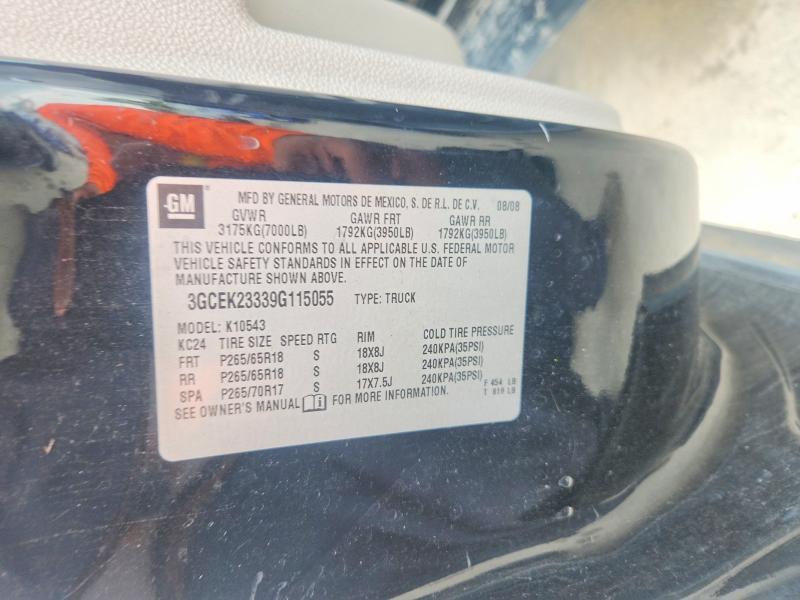 GM ® MFD BY GENERAL MOTORS DE MEXICO, S. DE R.L. DE C.V. 08/08
GVWR GAWR FRT GAWR RR
3175KG(7000LB) 1792KG(3950LB) 1792KG(3950LB)
THIS VEHICLE CONFORMS TO ALL APPLICABLE U.S. FEDERAL MOTOR
VEHICLE SAFETY STANDARDS IN EFFECT ON THE DATE OF
MANUFACTURE SHOWN ABOVE.
3GCEK23339G115055 TYPE: TRUCK
MODEL: K10543
KC24 TIRE SIZE SPEED RTG RIM COLD TIRE PRESSURE
FRT P265/65R18 S 18X8J 240KPA(35PSI)
RR P265/65R18 S 18X8J 240KPA(35PSI)
SPA P265/70R17 S 17X7.5J 240KPA(35PSI)
F 454 LB
T 819 LB
SEE OWNER'S MANUAL i FOR MORE INFORMATION.